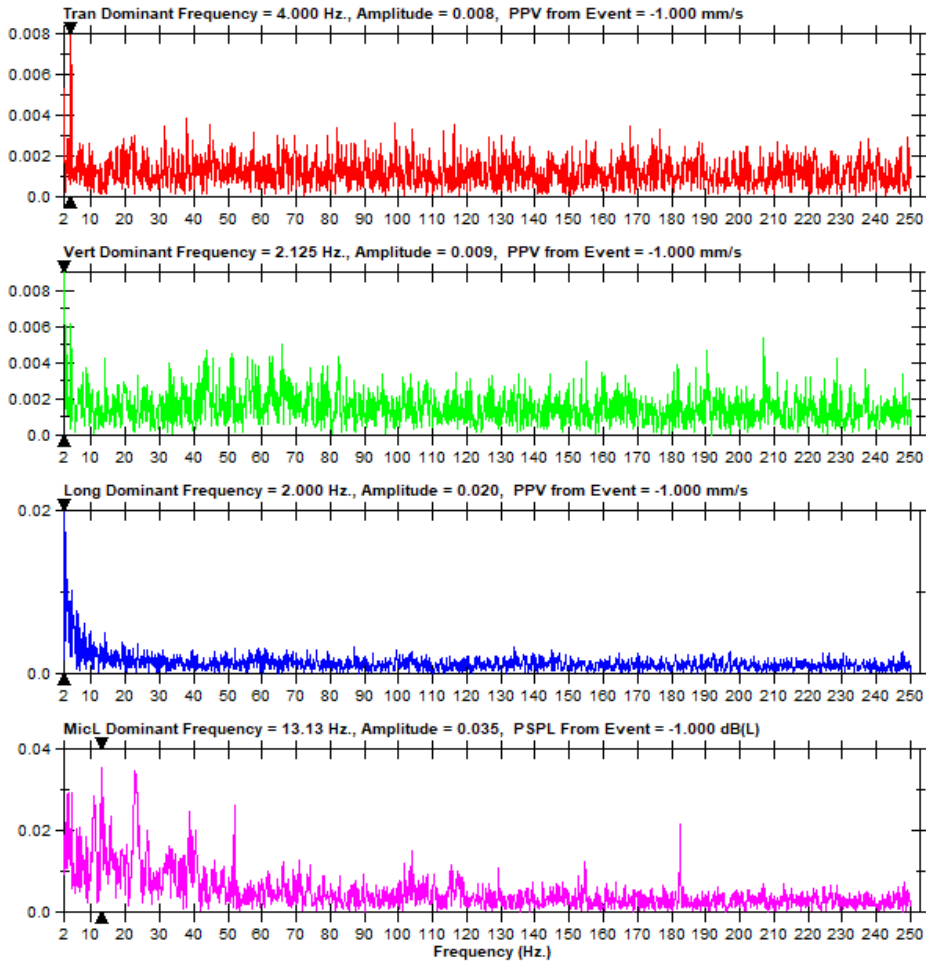 Tran Dominant Frequency = 4.000 Hz., Amplitude = 0.008, PPV from Event = -1.000 mm/s
0.008
0.006
0.004
0.002
0.0
2 10 20 30 40 50 60 70 80 90 100 110 120 130 140 150 160 170 180 190 200 210 220 230 240 250
Vert Dominant Frequency = 2.125 Hz., Amplitude = 0.009, PPV from Event = -1.000 mm/s
0.008
0.006
0.004
0.002
0.0
2 10 20 30 40 50 60 70 80 90 100 110 120 130 140 150 160 170 180 190 200 210 220 230 240 250
Long Dominant Frequency = 2.000 Hz., Amplitude = 0.020, PPV from Event = -1.000 mm/s
0.02
0.0
2 10 20 30 40 50 60 70 80 90 100 110 120 130 140 150 160 170 180 190 200 210 220 230 240 250
MicL Dominant Frequency = 13.13 Hz., Amplitude = 0.035, PSPL From Event = -1.000 dB(L)
0.04
0.02
0.0
2 10 20 30 40 50 60 70 80 90 100 110 120 130 140 150 160 170 180 190 200 210 220 230 240 250
Frequency (Hz.)